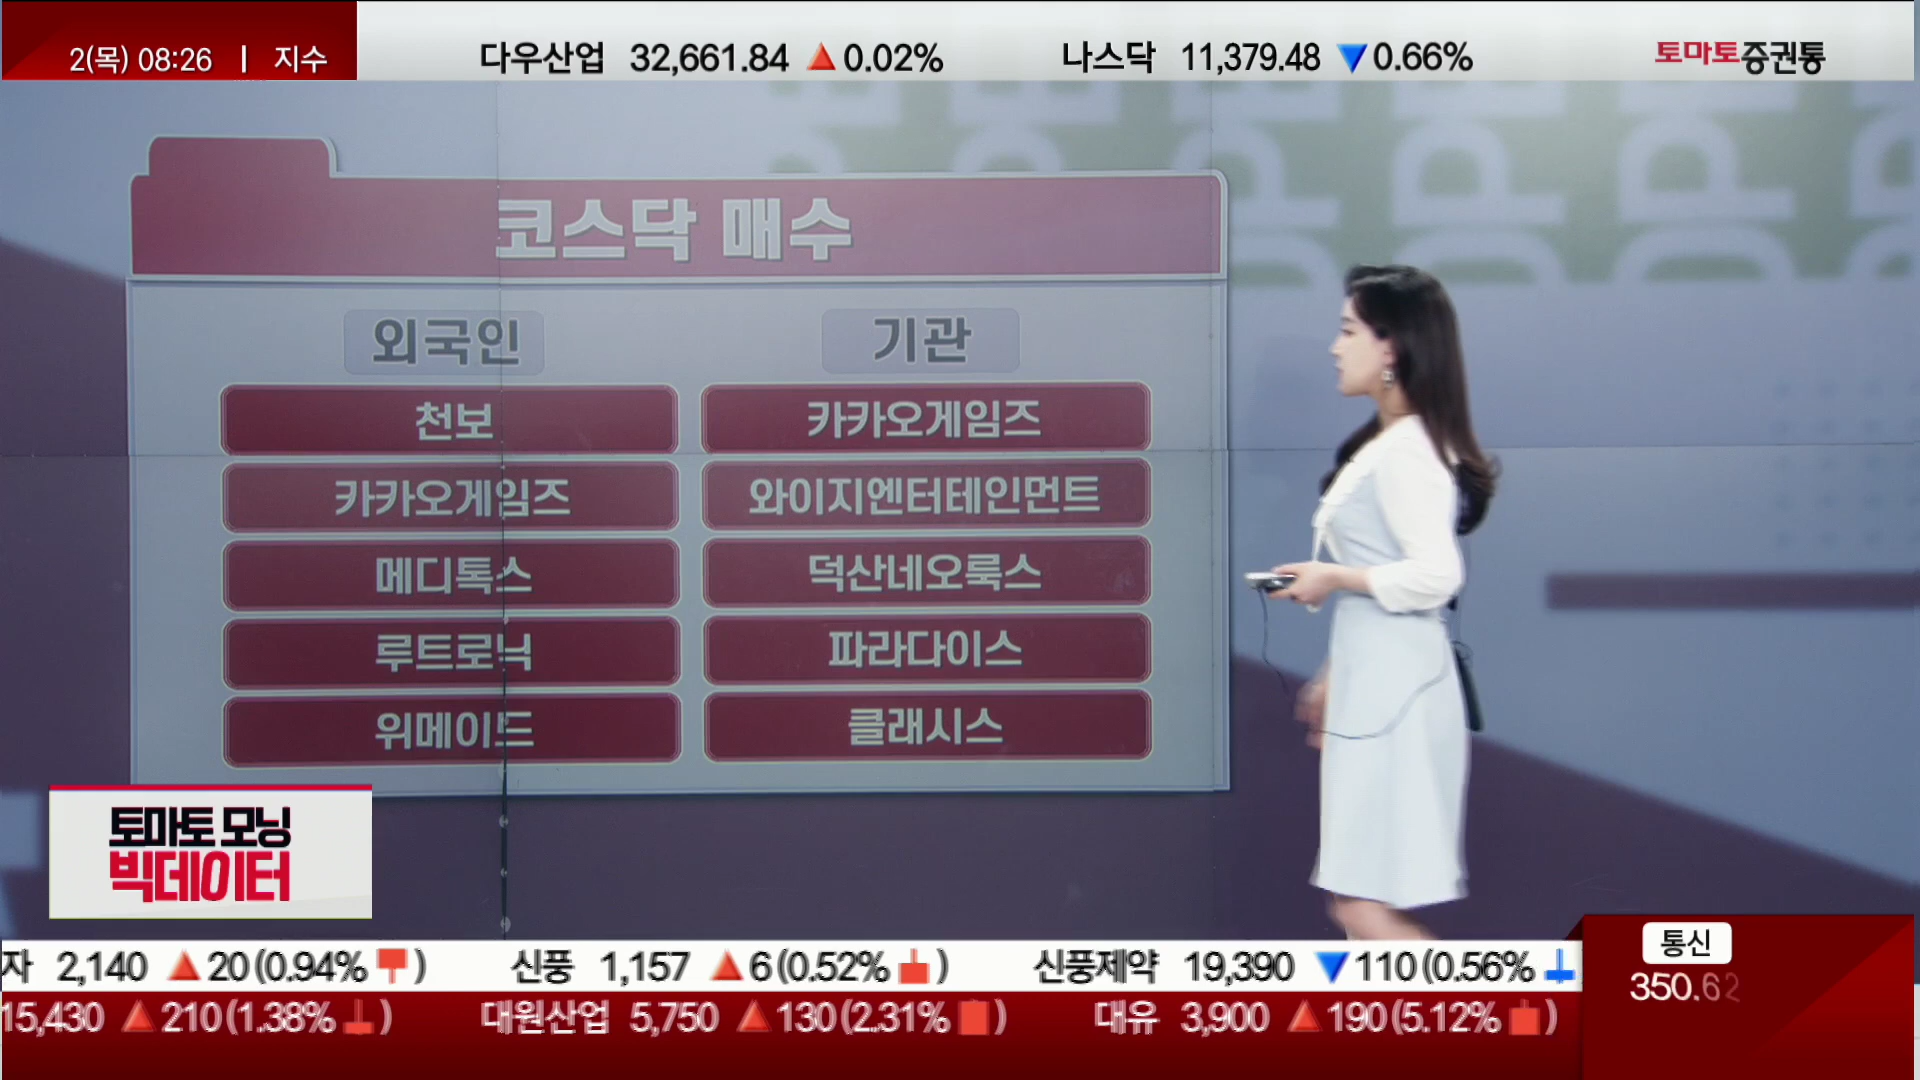 2(목) 08:26 | 지수
다우산업 32,661.84 ▲ 0.02%
나스닥 11,379.48 ▼ 0.66%
토마토증권통
코스닥 매수
외국인 기관
천보 카카오게임즈
카카오게임즈 와이지엔터테인먼트
메디톡스 덕산네오룩스
루트로닉 파라다이스
위메이드 클래시스
토마토 모닝
빅데이터
자 2,140 ▲ 20(0.94% ) 신풍 1,157 ▲ 6(0.52% ) 신풍제약 19,390 ▼ 110(0.56%
15,430 ▲ 210(1.38% ) 대원산업 5,750 ▲ 130(2.31% ) 대유 3,900 ▲ 190(5.12% )
통신
350.62